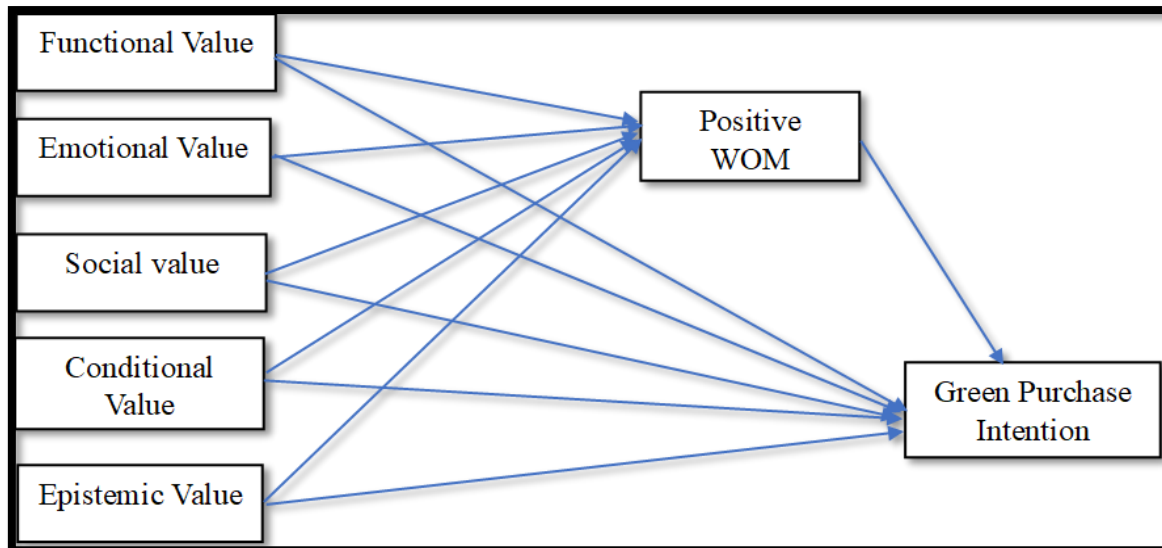 Functional Value
Emotional Value
Social value
Conditional
Value
Epistemic Value
Positive
WOM
Green Purchase
Intention